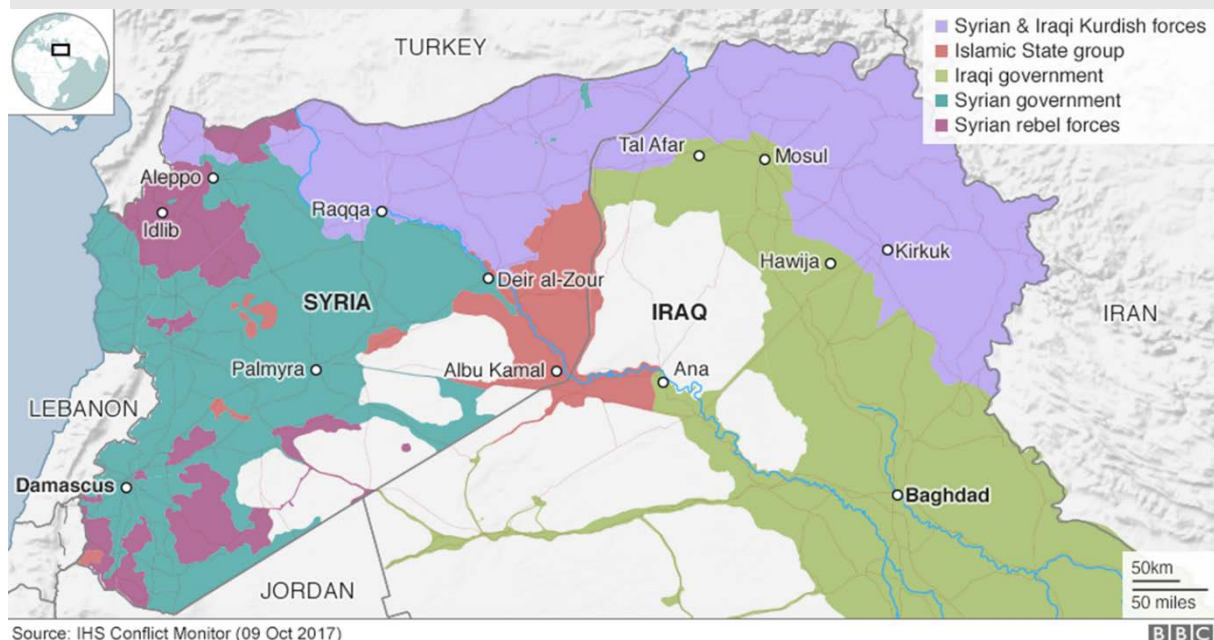 TURKEY
Syrian & Iraqi Kurdish forces
Islamic State group
Iraqi government
Syrian government
Syrian rebel forces
Tal Afar
Mosul
Aleppo
Idlib
Raqqa
Kirkuk
Hawija
Deir al-Zour
SYRIA
IRAQ
IRAN
Palmyra
Albu Kamal
Ana
LEBANON
Damascus
Baghdad
JORDAN
50km
50 miles
Source: IHS Conflict Monitor (09 Oct 2017)
BBC